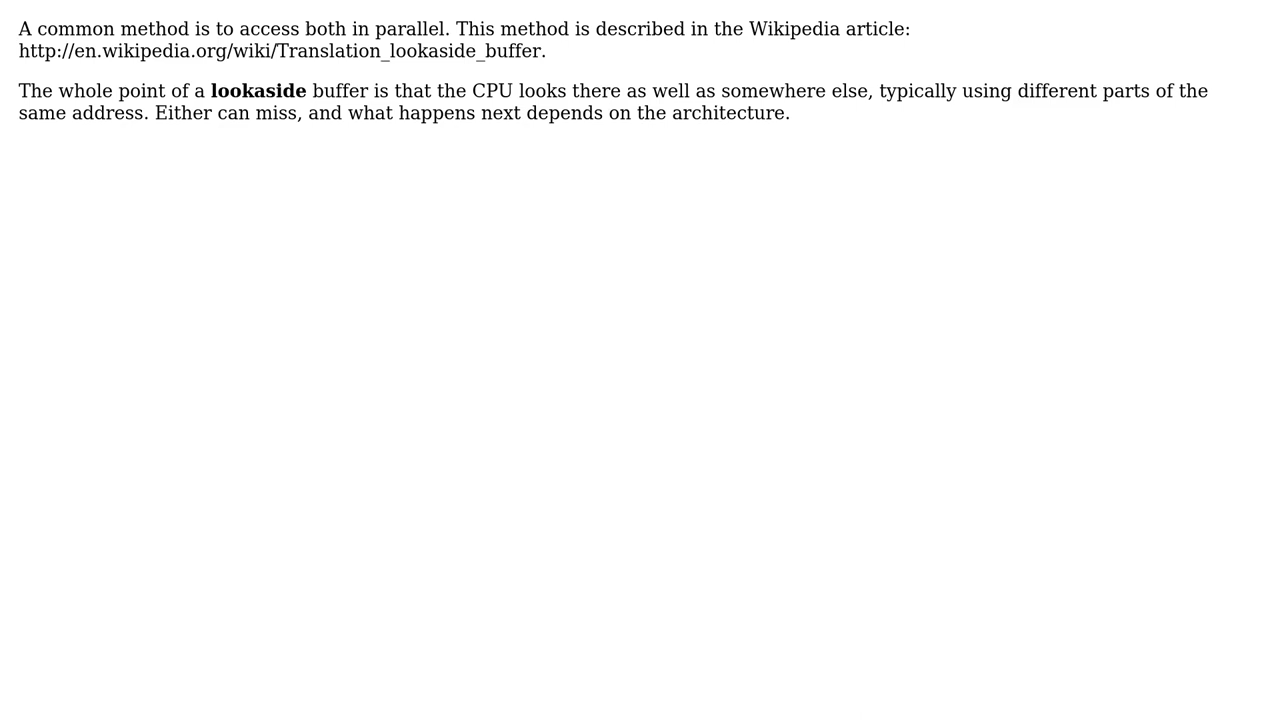 A common method is to access both in parallel. This method is described in the Wikipedia article:
http://en.wikipedia.org/wiki/Translation_lookaside_buffer.
The whole point of a lookaside buffer is that the CPU looks there as well as somewhere else, typically using different parts of the
same address. Either can miss, and what happens next depends on the architecture.